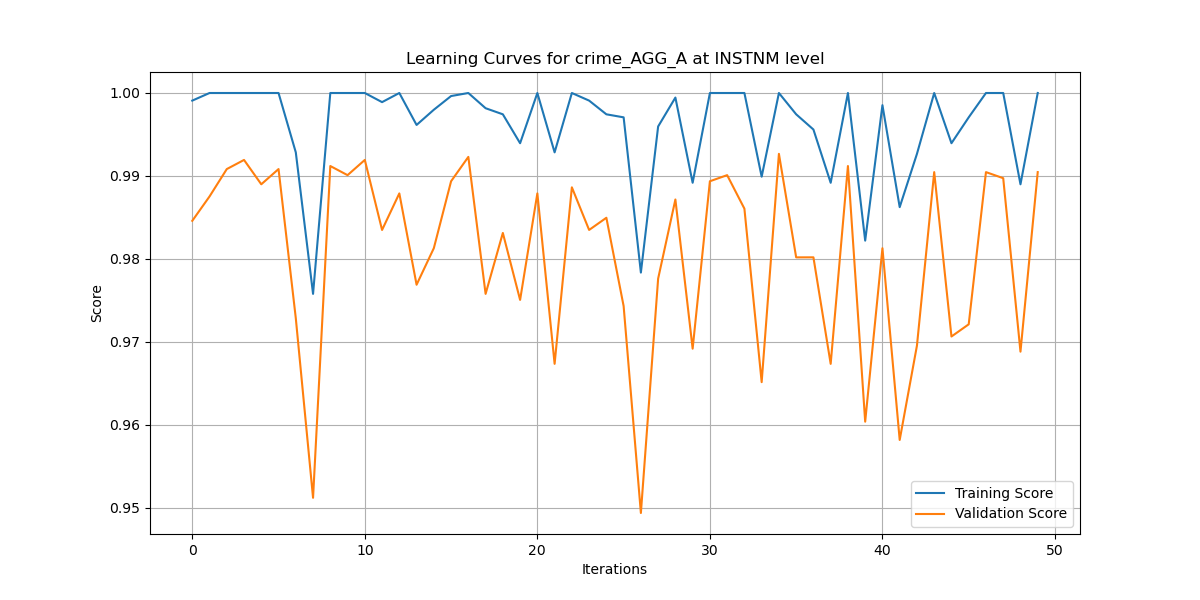 Learning Curves for crime_AGG_A at INSTNM level
1.00
0.99
0.98
0.97
0.96
0.95
Score
0
10
20
30
40
50
Iterations
Training Score
Validation Score